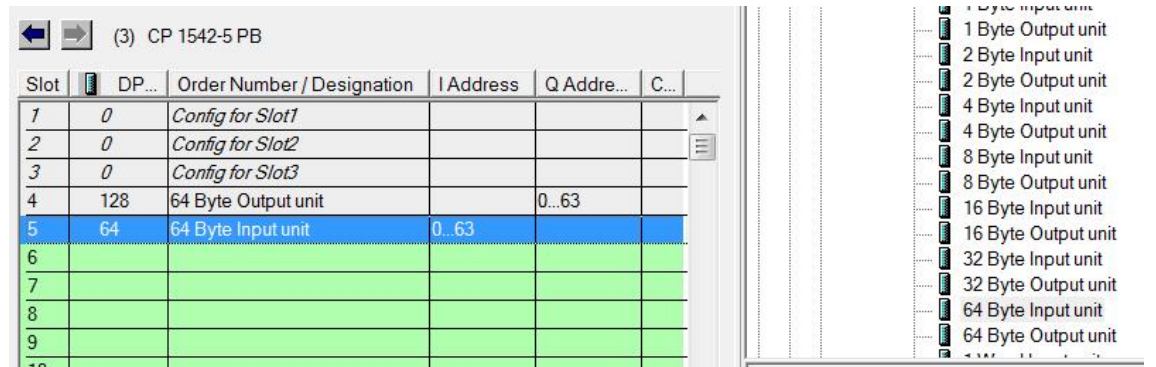 (3) CP 1542-5 PB
Slot DP... Order Number / Designation I Address Q Addre... C...
1 0 Config for Slot1
2 0 Config for Slot2
3 0 Config for Slot3
4 128 64 Byte Output unit 0...63
5 64 64 Byte Input unit 0...63
6
7
8
9
10
1 Byte Input unit
1 Byte Output unit
2 Byte Input unit
2 Byte Output unit
4 Byte Input unit
4 Byte Output unit
8 Byte Input unit
8 Byte Output unit
16 Byte Input unit
16 Byte Output unit
32 Byte Input unit
32 Byte Output unit
64 Byte Input unit
64 Byte Output unit